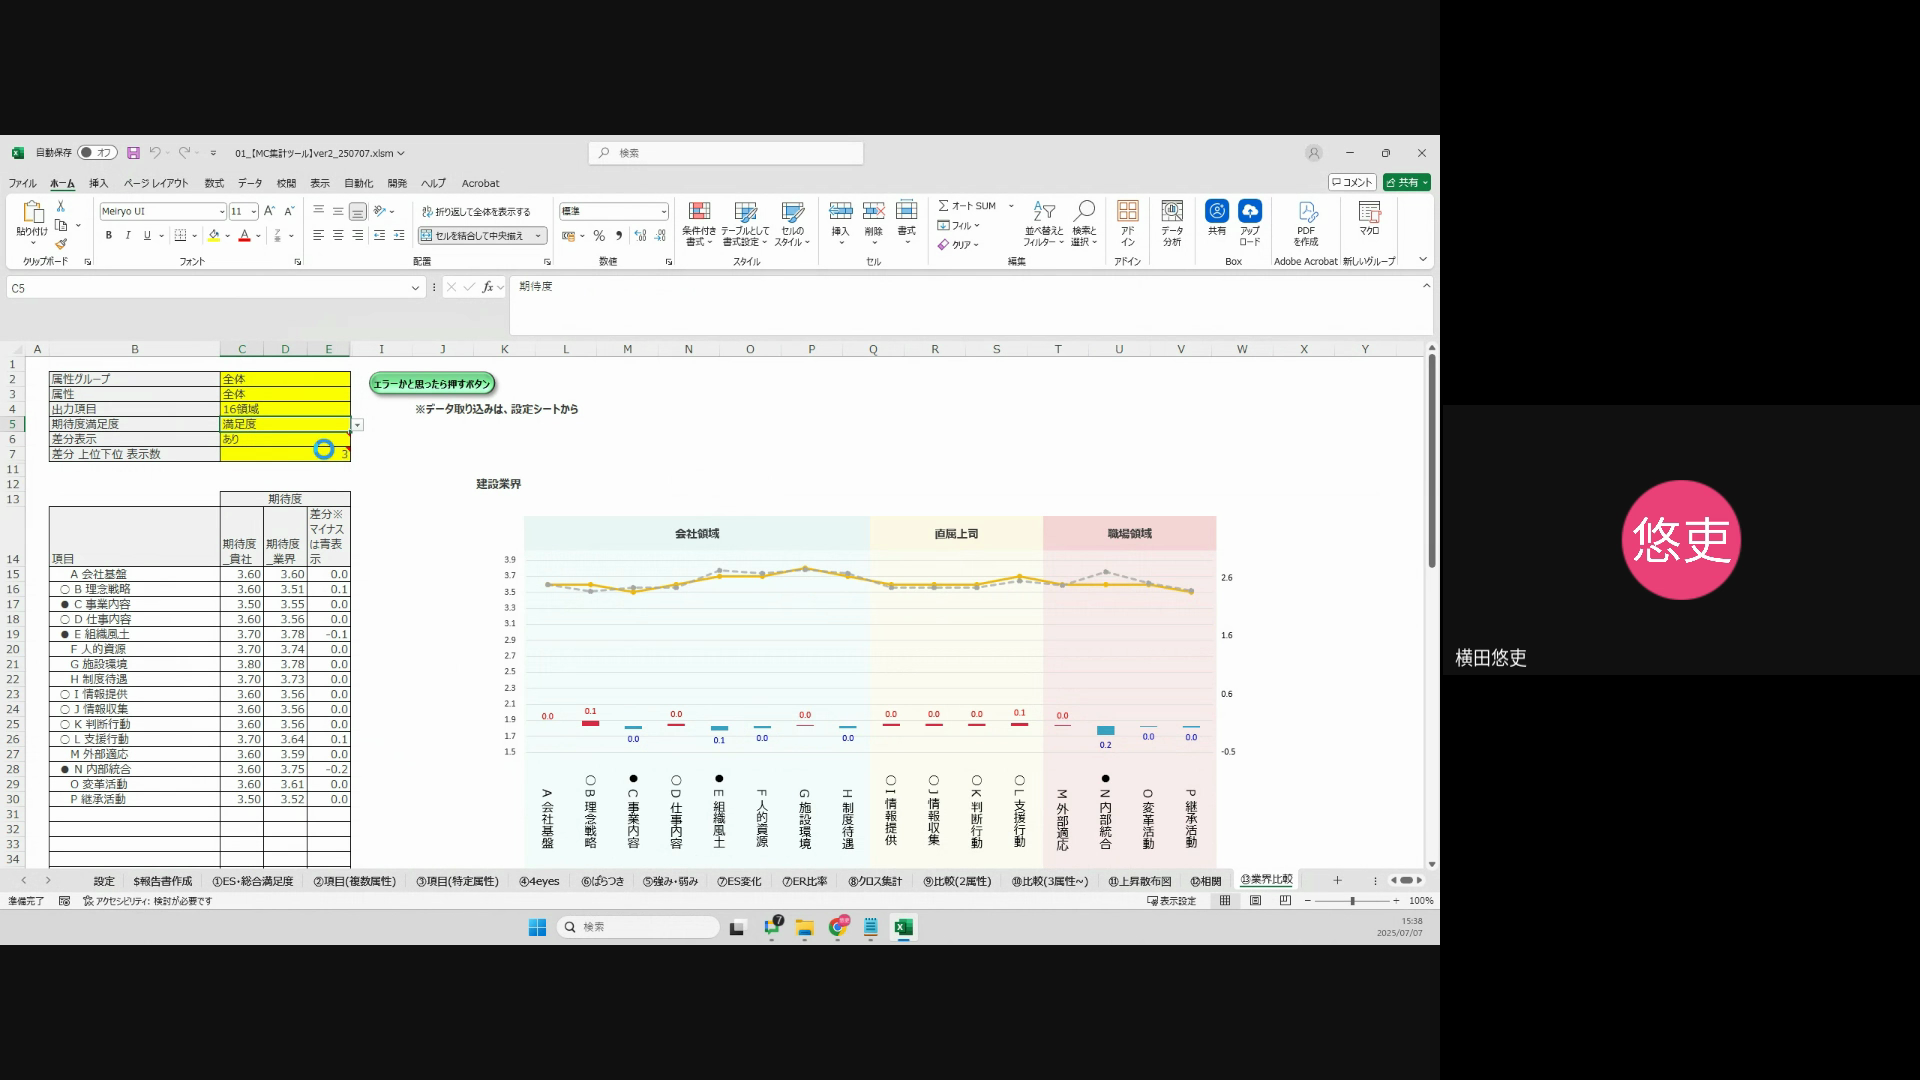 自動保存 オフ 01_【MC集計ツール】ver2_250707.xlsm 検索
ファイル ホーム 挿入 ページ レイアウト 数式 データ 校閲 表示 自動化 開発 ヘルプ Acrobat コメント 共有
貼り付け Meiryo UI 11 折り返して全体を表示する 標準 条件付き書式 テーブルとして書式設定 セルのスタイル 挿入 削除 書式 オート SUM 並べ替えとフィルター 検索と選択 アドイン データ分析 共有 アップロード PDFを作成 マクロ
B I U セルを結合して中央揃え フィル
クリア
クリップボード フォント 配置 数値 スタイル セル 編集 アドイン Box Adobe Acrobat 新しいグループ
C5 fx 期待度
A B C D E I J K L M N O P Q R S T U V W X Y
1
2 属性グループ 全体 エラーかと思ったら押すボタン
3 属性 全体
4 出力項目 16領域 ※データ取り込みは、設定シートから
5 期待度満足度 満足度
6 差分表示 あり
7 差分 上位下位 表示数 3
11
12 建設業界
13 期待度
14 項目 期待度_貴社 期待度_業界 差分※マイナスは青表示
15 A 会社基盤 3.60 3.60 0.0
16 ○ B 理念戦略 3.60 3.51 0.1
17 ● C 事業内容 3.50 3.55 0.0
18 ○ D 仕事内容 3.60 3.56 0.0
19 ● E 組織風土 3.70 3.78 -0.1
20 F 人的資源 3.70 3.74 0.0
21 G 施設環境 3.80 3.78 0.0
22 H 制度待遇 3.70 3.73 0.0
23 ○ I 情報提供 3.60 3.56 0.0
24 ○ J 情報収集 3.60 3.56 0.0
25 ○ K 判断行動 3.60 3.56 0.0
26 ○ L 支援行動 3.70 3.64 0.1
27 M 外部適応 3.60 3.59 0.0
28 ● N 内部統合 3.60 3.75 -0.2
29 O 変革活動 3.60 3.61 0.0
30 P 継承活動 3.50 3.52 0.0
31
32
33
34
会社領域 直属上司 職場領域
3.9
3.7
3.5
3.3
3.1
2.9
2.7
2.5
2.3
2.1
1.9
1.7
1.5
2.6
1.6
0.6
-0.5
0.0 0.1 0.0 0.0 0.0 0.0 0.0 0.1 0.0
0.0 0.1 0.0 0.0 0.2 0.0 0.0
A 会社基盤
○ B 理念戦略
● C 事業内容
○ D 仕事内容
● E 組織風土
F 人的資源
G 施設環境
H 制度待遇
○ I 情報提供
○ J 情報収集
○ K 判断行動
○ L 支援行動
M 外部適応
● N 内部統合
O 変革活動
P 継承活動
設定 $報告書作成 ①ES・総合満足度 ②項目(複数属性) ③項目(特定属性) ④4eyes ⑥ばらつき ⑤強み・弱み ⑦ES変化 ⑦ER比率 ⑧クロス集計 ⑨比較(2属性) ⑩比較(3属性~) ⑪上昇散布図 ⑫相関 ⑬業界比較
準備完了 アクセシビリティ: 検討が必要です 表示設定 100%
検索 7
15:38
2025/07/07
悠吏
横田悠吏